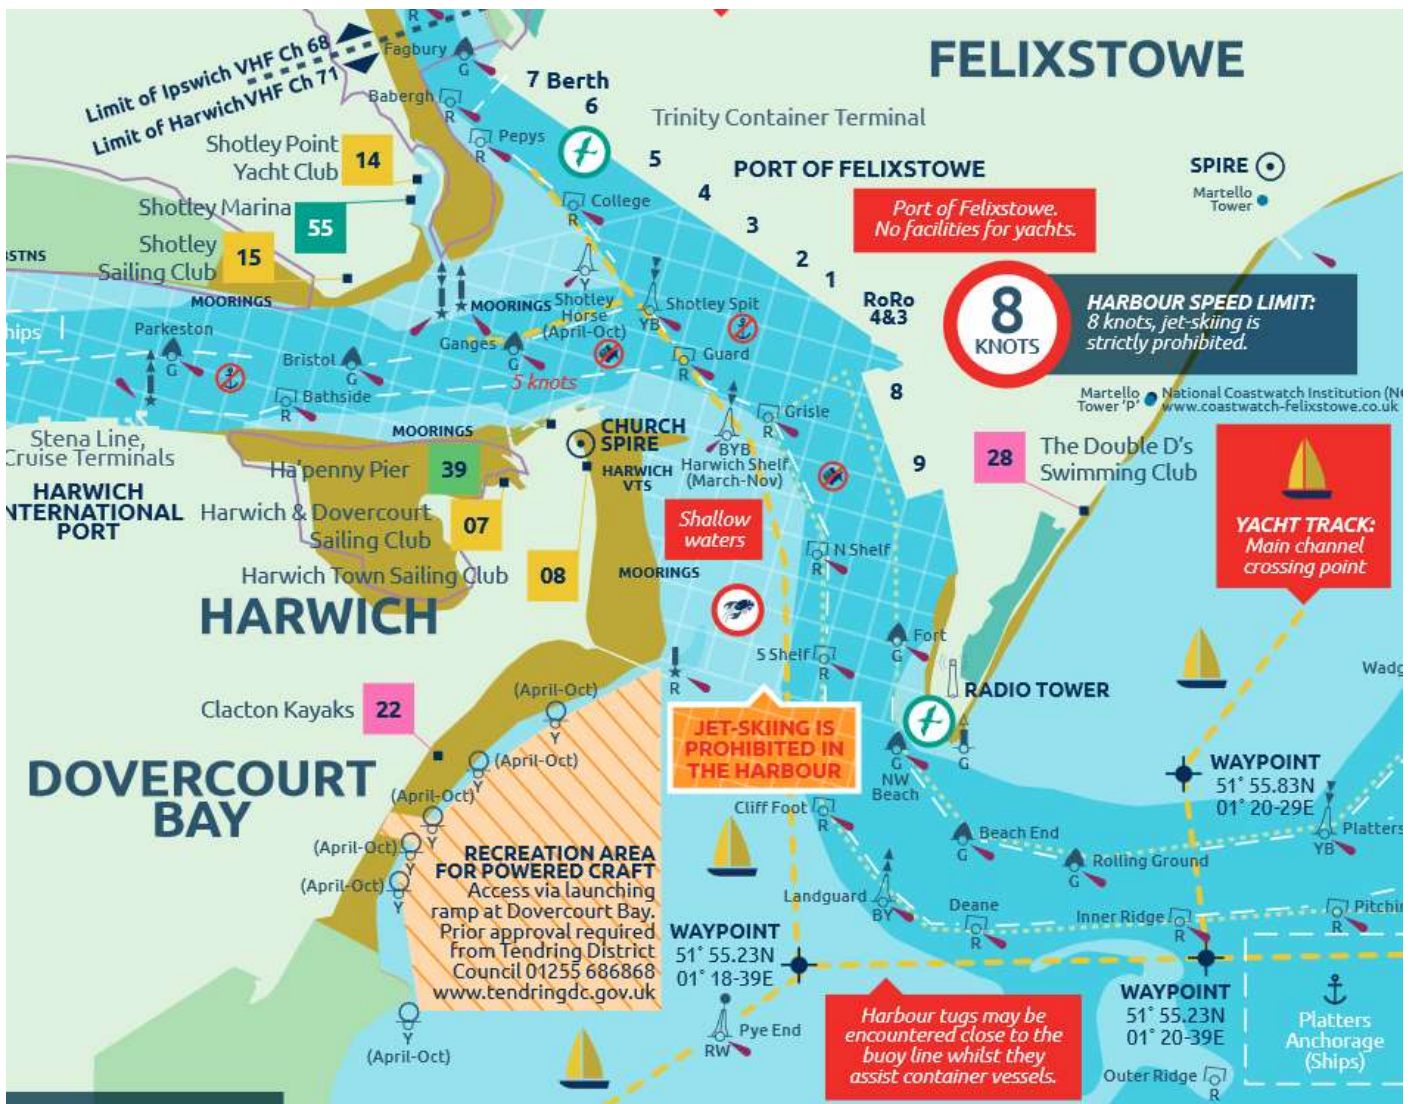 R
Limit of Ipswich VHF Ch 68
Limit of HarwichVHF Ch 71
Fagbury
G
Babergh
R
Pepys
R
7 Berth
6
Trinity Container Terminal
FELIXSTOWE
5
4
3
2
1
PORT OF FELIXSTOWE
SPIRE
Martello
Tower
Port of Felixstowe.
No facilities for yachts.
Shotley Point
Yacht Club
14
Shotley Marina
55
Shotley
Sailing Club
15
STNS
MOORINGS
College
R
MOORINGS
Y
Shotley
Horse
(April-Oct)
Shotley Spit
YB
RoRo
4&3
8
KNOTS
HARBOUR SPEED LIMIT:
8 knots, jet-skiing is
strictly prohibited.
hips
Parkeston
G
Bristol
G
Bathside
R
Ganges
G
5 knots
Guard
R
Grisle
R
8
9
Martello
Tower 'P'
National Coastwatch Institution (NC
www.coastwatch-felixstowe.co.uk
Stena Line,
Cruise Terminals
HARWICH
NTERNATIONAL
PORT
MOORINGS
Ha'penny Pier
39
CHURCH
SPIRE
HARWICH
VTS
BYB
Harwich Shelf
(March-Nov)
28
The Double D's
Swimming Club
YACHT TRACK:
Main channel
crossing point
Harwich & Dovercourt
Sailing Club
07
Shallow
waters
Harwich Town Sailing Club
08
MOORINGS
N Shelf
R
HARWICH
Fort
G
S Shelf
R
R
RADIO TOWER
Wadg
Clacton Kayaks
22
(April-Oct)
Y
(April-Oct)
Y
(April-Oct)
Y
(April-Oct)
Y
(April-Oct)
Y
DOVERCOURT
BAY
JET-SKIING IS
PROHIBITED IN
THE HARBOUR
G
NW
Beach
G
WAYPOINT
51° 55.83N
01° 20-29E
Cliff Foot
R
Beach End
G
Rolling Ground
G
Platters
YB
RECREATION AREA
FOR POWERED CRAFT
Access via launching
ramp at Dovercourt Bay.
Prior approval required
from Tendring District
Council 01255 686868
www.tendringdc.gov.uk
Landguard
BY
Deane
R
Inner Ridge
R
Pitchin
R
WAYPOINT
51° 55.23N
01° 18-39E
WAYPOINT
51° 55.23N
01° 20-39E
Platters
Anchorage
(Ships)
Y
(April-Oct)
Pye End
RW
Harbour tugs may be
encountered close to the
buoy line whilst they
assist container vessels.
Outer Ridge
R